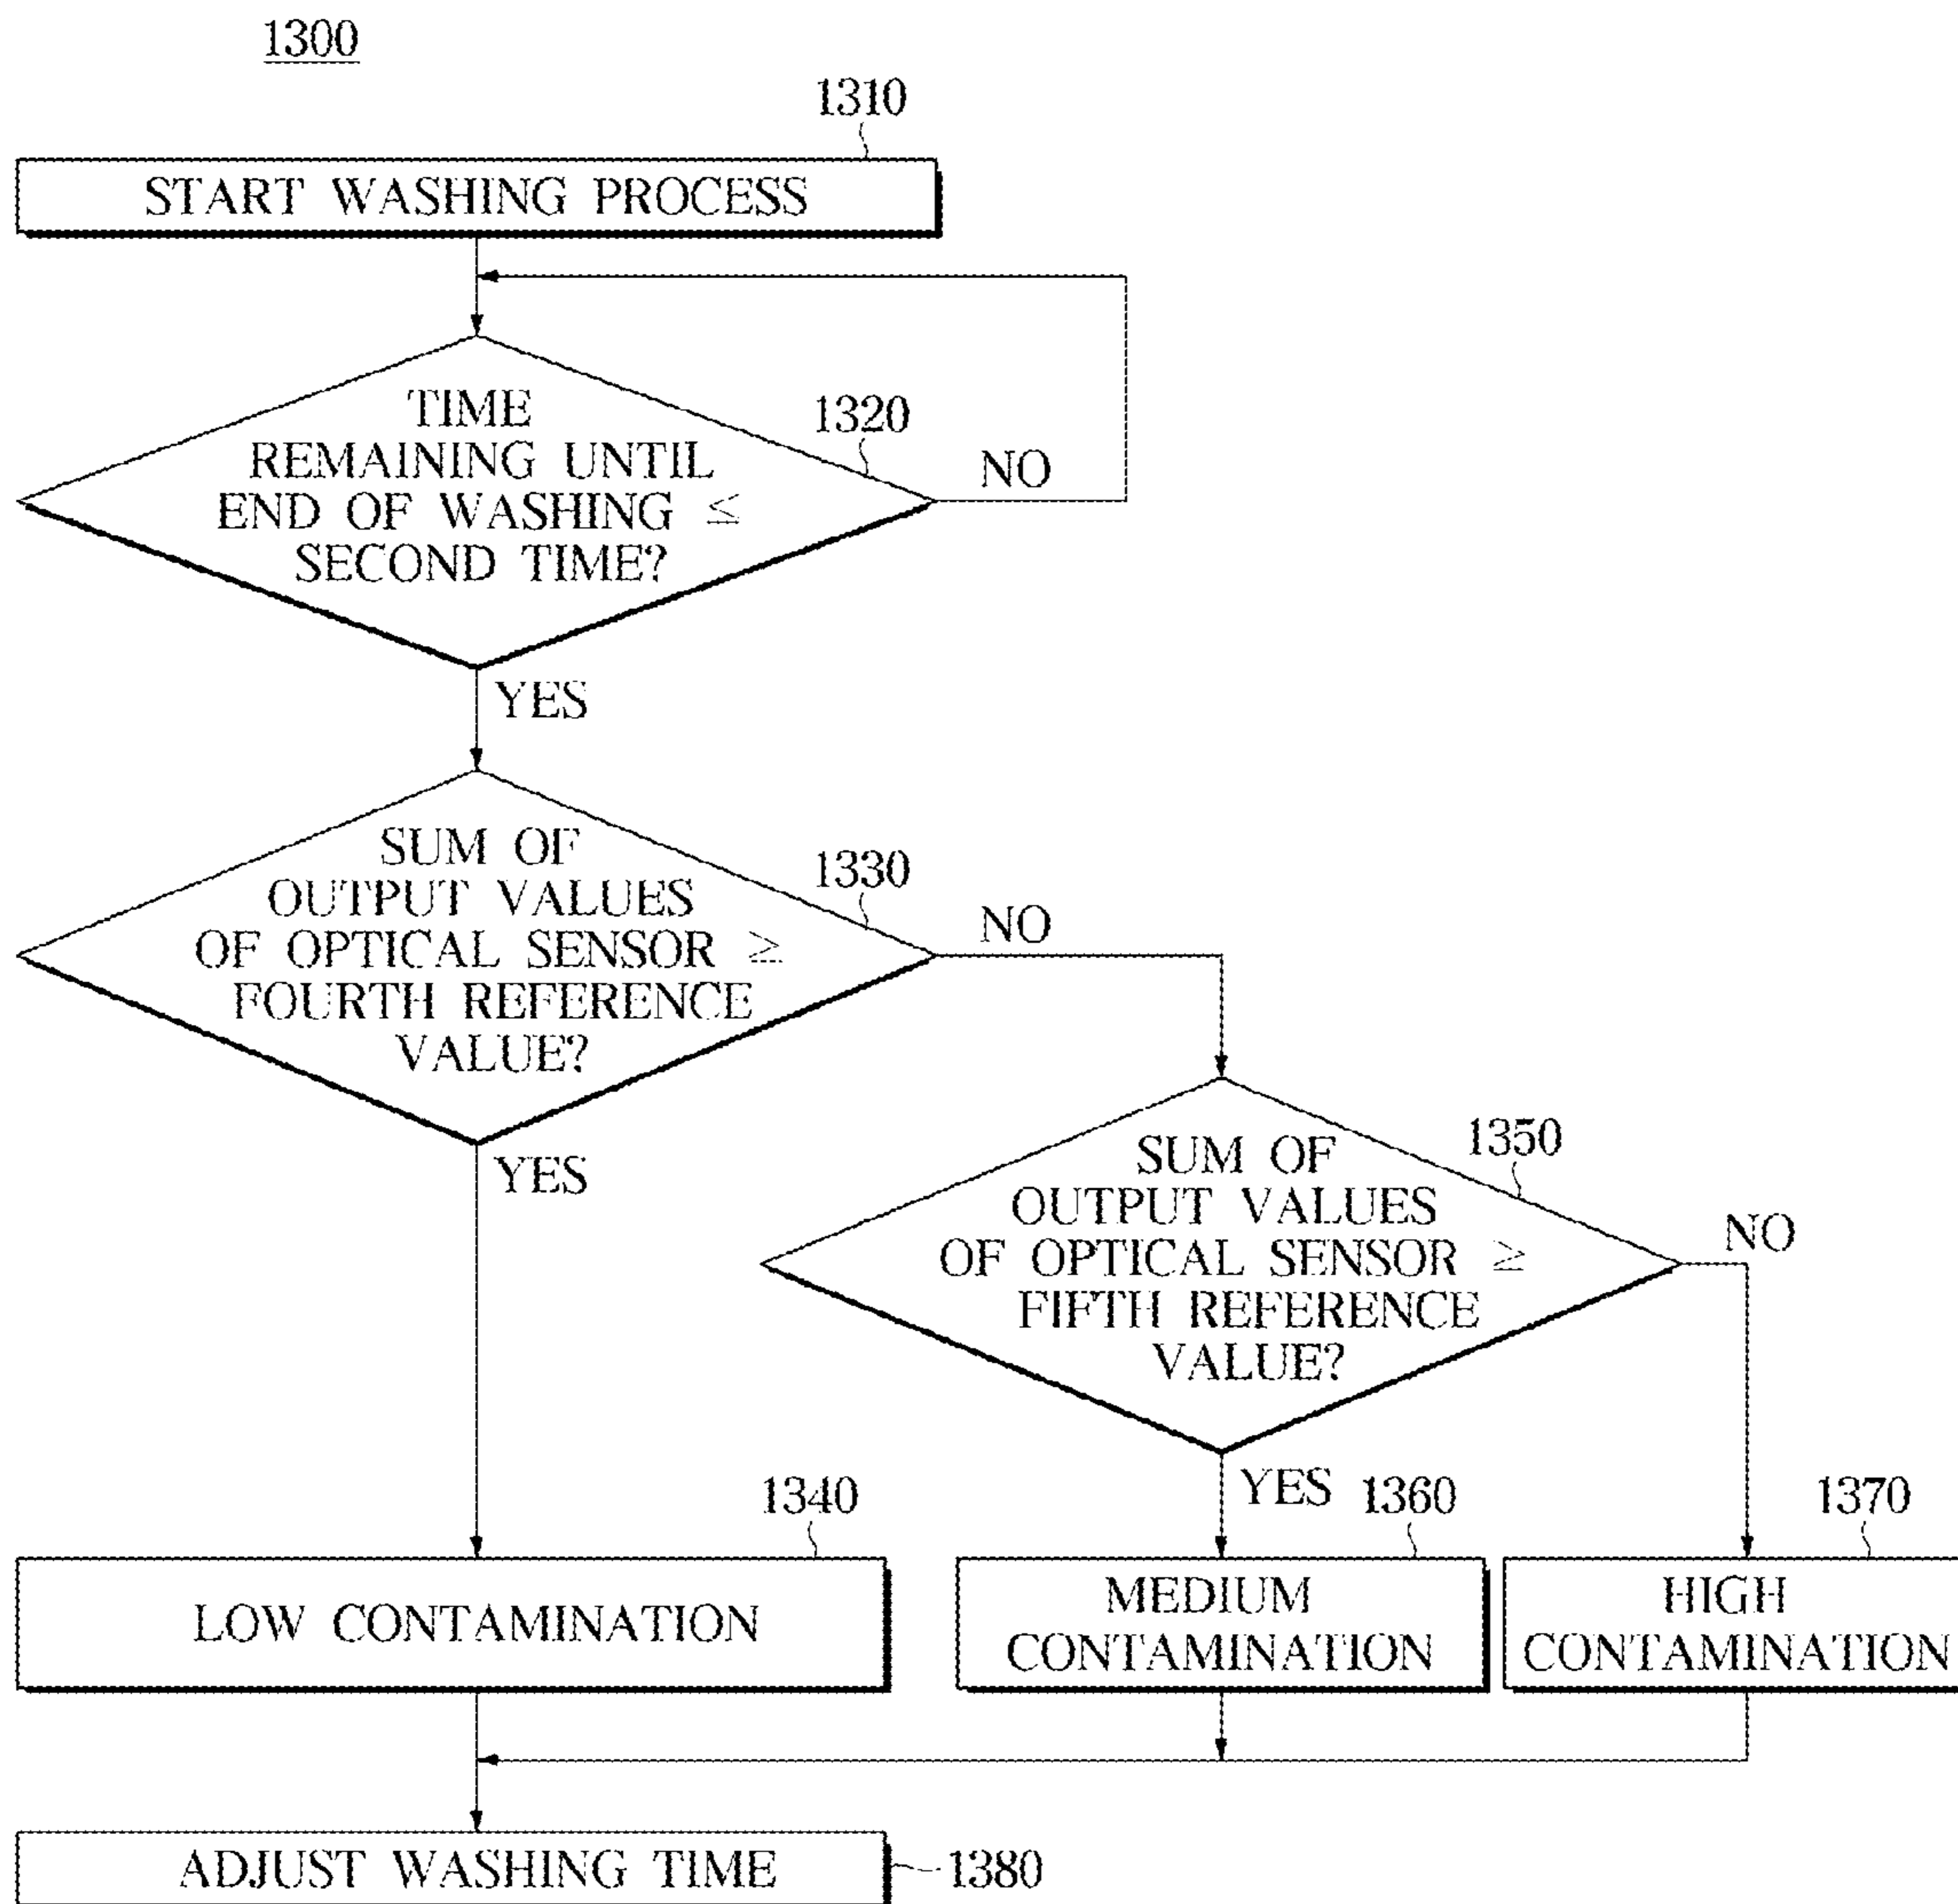 1300
1310
START WASHING PROCESS
TIME
REMAINING UNTIL
END OF WASHING ≤
SECOND TIME?
1320
NO
YES
SUM OF
OUTPUT VALUES
OF OPTICAL SENSOR ≥
FOURTH REFERENCE
VALUE?
1330
NO
YES
SUM OF
OUTPUT VALUES
OF OPTICAL SENSOR ≥
FIFTH REFERENCE
VALUE?
1350
NO
YES
1340
LOW CONTAMINATION
1360
MEDIUM
CONTAMINATION
1370
HIGH
CONTAMINATION
ADJUST WASHING TIME
1380